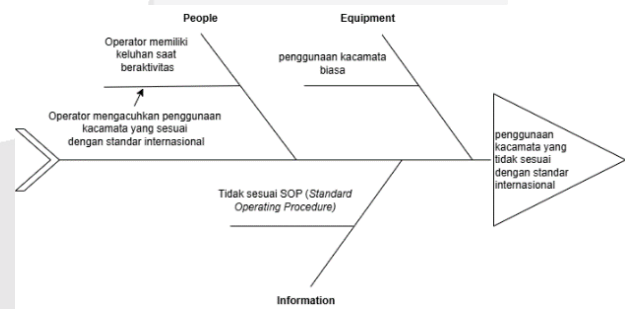 People
Equipment
Operator memiliki
keluhan saat
beraktivitas
penggunaan kacamata
biasa
Operator mengacuhkan penggunaan
kacamata yang sesuai
dengan standar internasional
penggunaan
kacamata yang
tidak sesuai
dengan standar
internasional
Tidak sesuai SOP (Standard
Operating Procedure)
Information